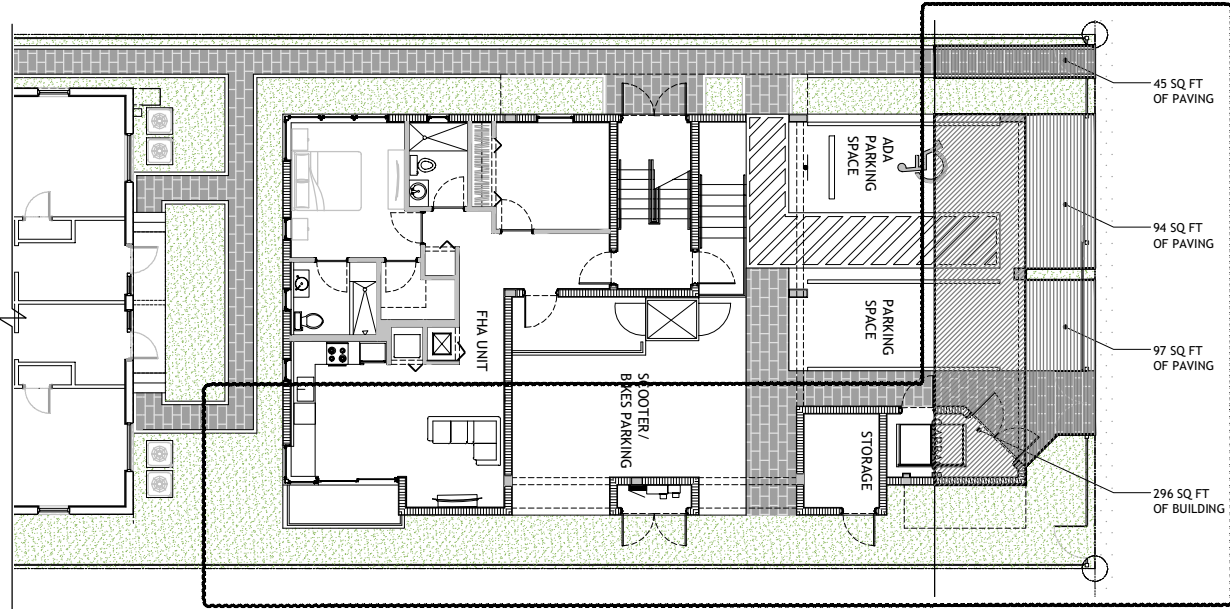 45 SQ FT
OF PAVING
ADA
PARKING
SPACE
94 SQ FT
OF PAVING
FHA UNIT
PARKING
SPACE
97 SQ FT
OF PAVING
SCOOTER/
BIKES PARKING
STORAGE
296 SQ FT
OF BUILDING